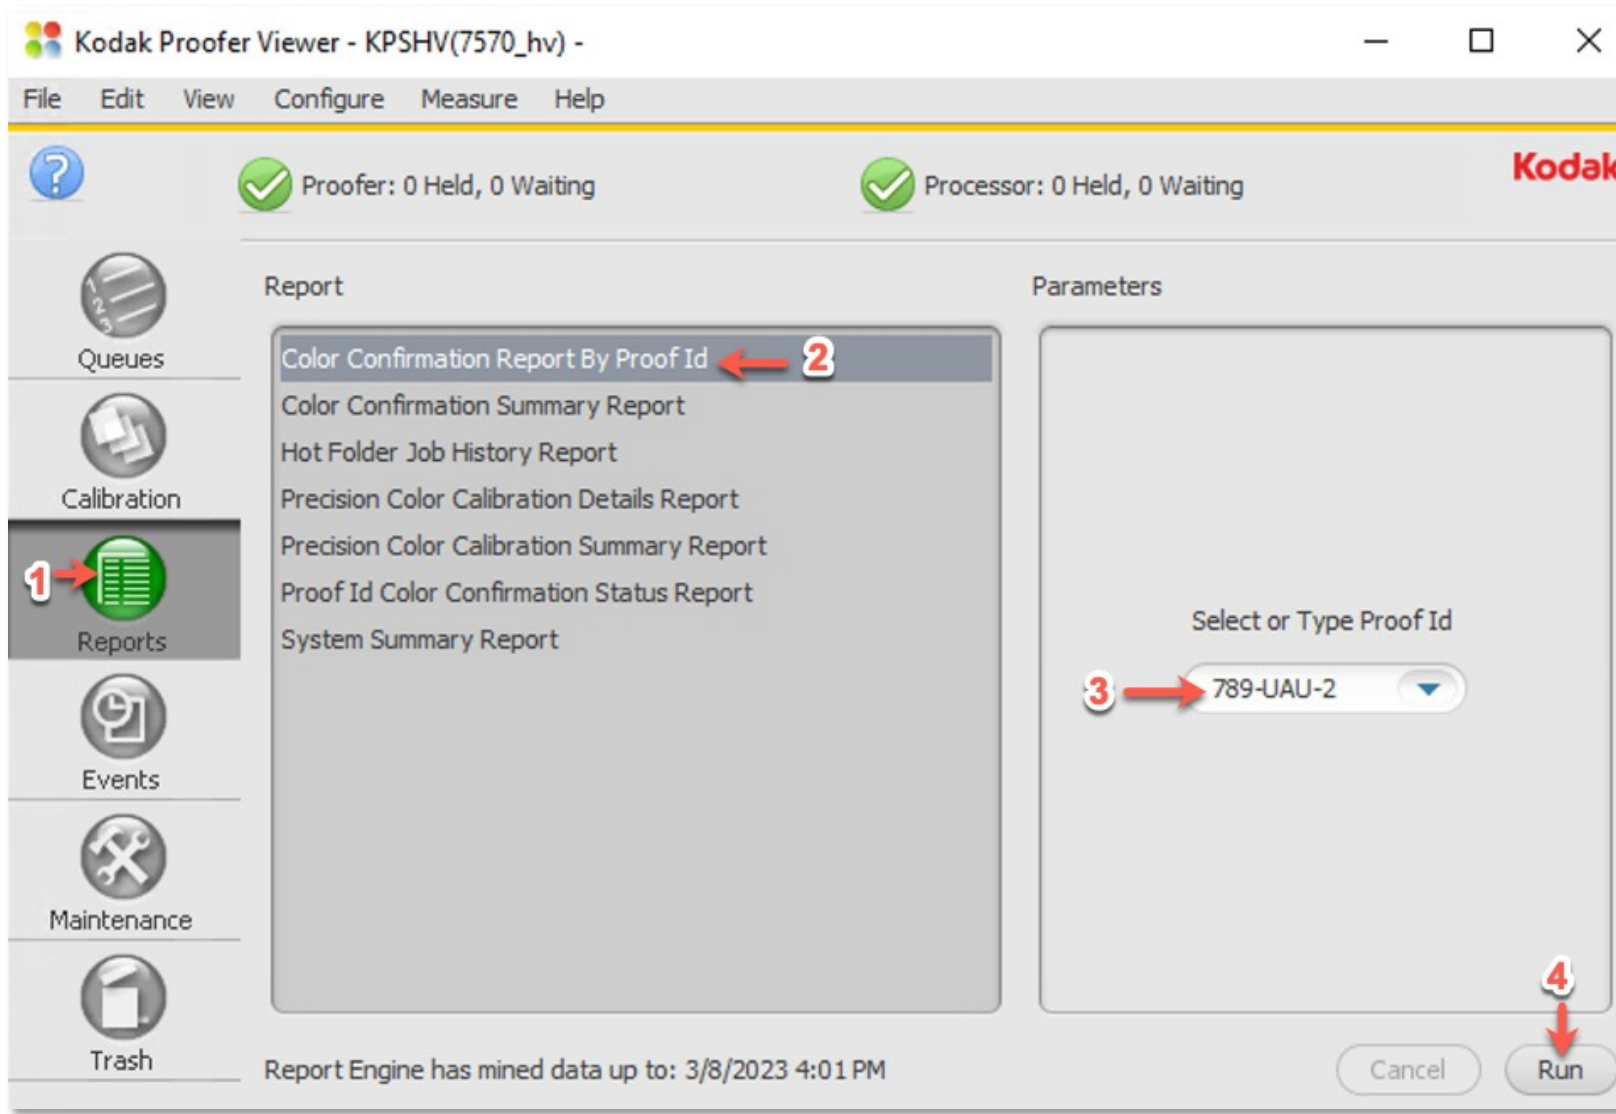 Kodak Proofer Viewer - KPSHV(7570_hv) -
File Edit View Configure Measure Help
?
Proofer: 0 Held, 0 Waiting
Processor: 0 Held, 0 Waiting
Kodak
1 2 3
Queues
Calibration
1
Reports
Events
Maintenance
Trash
Report
Color Confirmation Report By Proof Id
2
Color Confirmation Summary Report
Hot Folder Job History Report
Precision Color Calibration Details Report
Precision Color Calibration Summary Report
Proof Id Color Confirmation Status Report
System Summary Report
Parameters
Select or Type Proof Id
3
789-UAU-2
4
Report Engine has mined data up to: 3/8/2023 4:01 PM
Cancel
Run